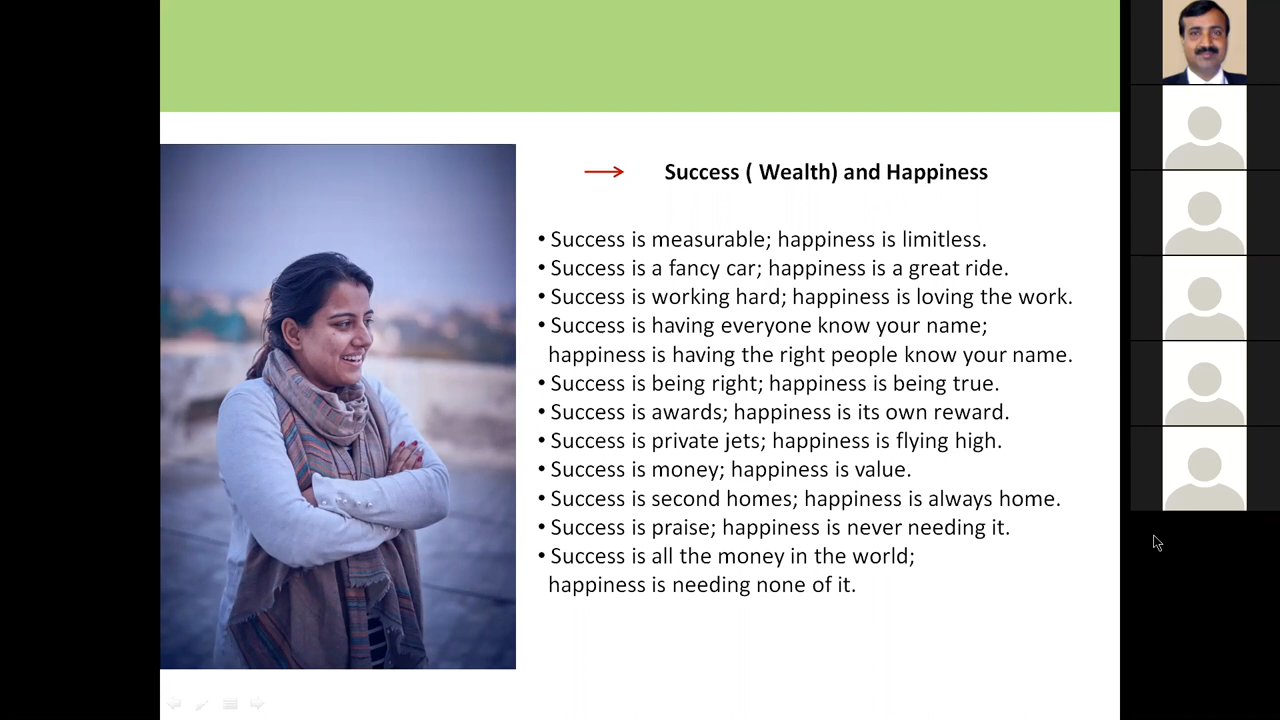 Success ( Wealth) and Happiness
• Success is measurable; happiness is limitless.
• Success is a fancy car; happiness is a great ride.
• Success is working hard; happiness is loving the work.
• Success is having everyone know your name;
happiness is having the right people know your name.
• Success is being right; happiness is being true.
• Success is awards; happiness is its own reward.
• Success is private jets; happiness is flying high.
• Success is money; happiness is value.
• Success is second homes; happiness is always home.
• Success is praise; happiness is never needing it.
• Success is all the money in the world;
happiness is needing none of it.